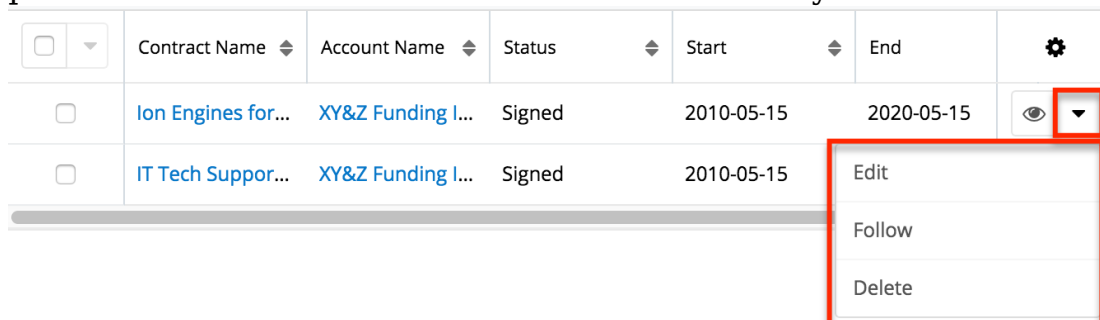 Contract Name Account Name Status Start End
Ion Engines for... XY&Z Funding I... Signed 2010-05-15 2020-05-15
IT Tech Suppor... XY&Z Funding I... Signed 2010-05-15
Edit
Follow
Delete